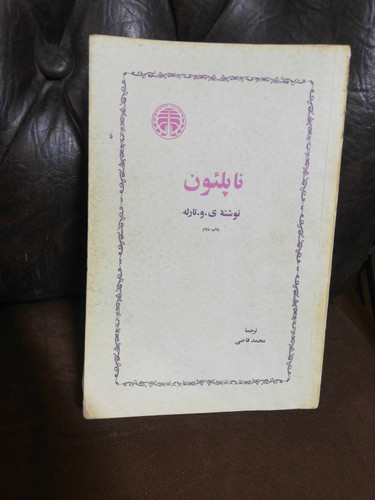 ناپلئون
نوشتهٔ ی.و.تارله
چاپ دوم
ترجمهٔ
محمد قاضی